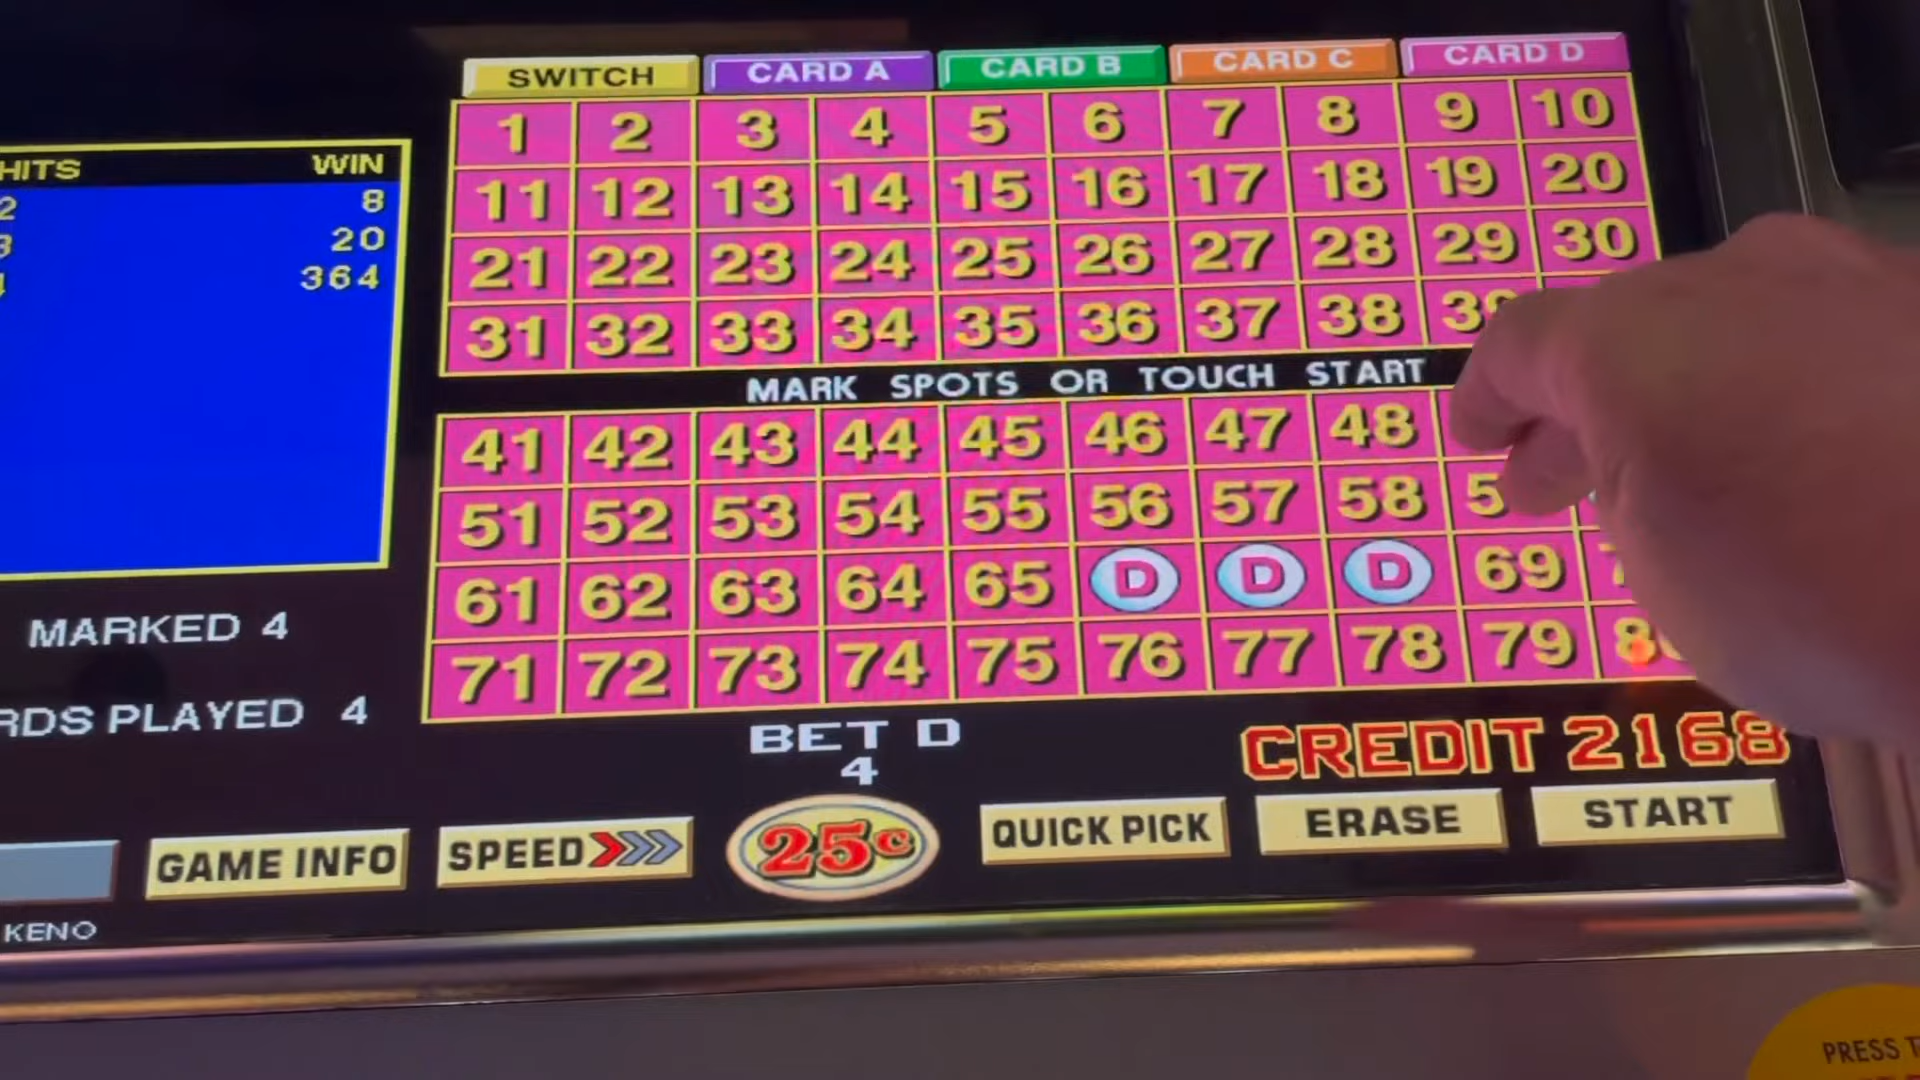 SWITCH CARD A CARD B CARD C CARD D
1 2 3 4 5 6 7 8 9 10
11 12 13 14 15 16 17 18 19 20
21 22 23 24 25 26 27 28 29 30
31 32 33 34 35 36 37 38 39
MARK SPOTS OR TOUCH START
41 42 43 44 45 46 47 48
51 52 53 54 55 56 57 58
61 62 63 64 65 D D D 69
71 72 73 74 75 76 77 78 79
HITS WIN
2 8
3 20
364
MARKED 4
PLAYED 4
BET D
4
CREDIT 2168
GAME INFO
SPEED
25¢
QUICK PICK
ERASE
START
KENO
PRESS